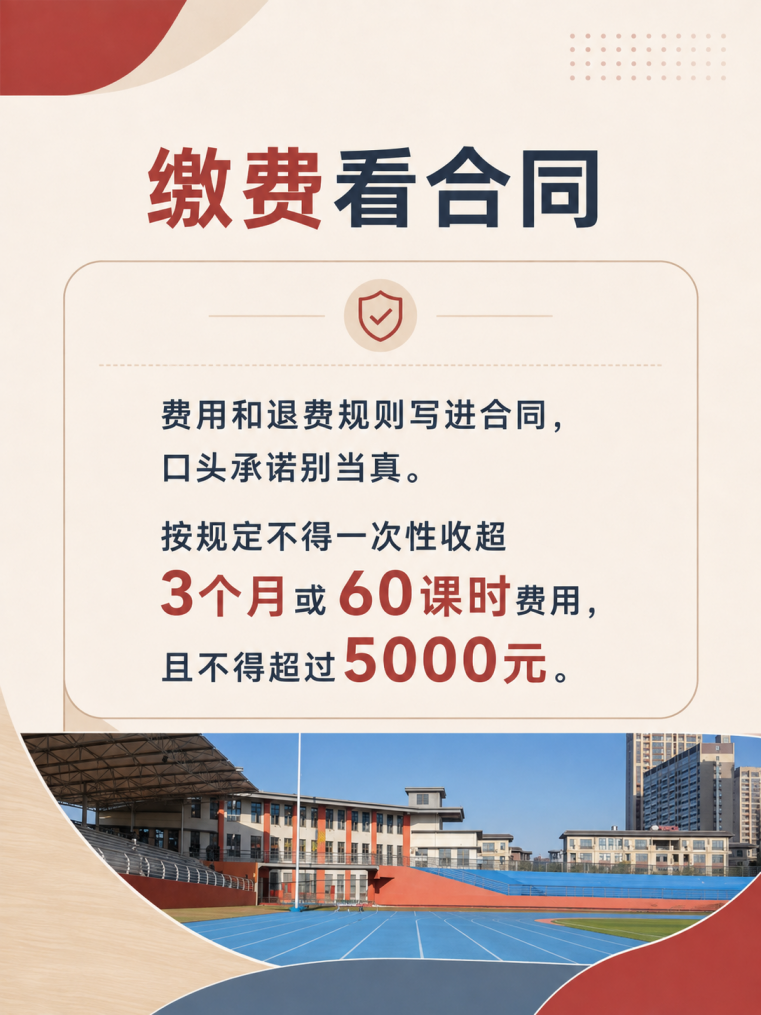 缴费看合同
费用和退费规则写进合同，
口头承诺别当真。
按规定不得一次性收超
3个月或60课时费用，
且不得超过5000元。